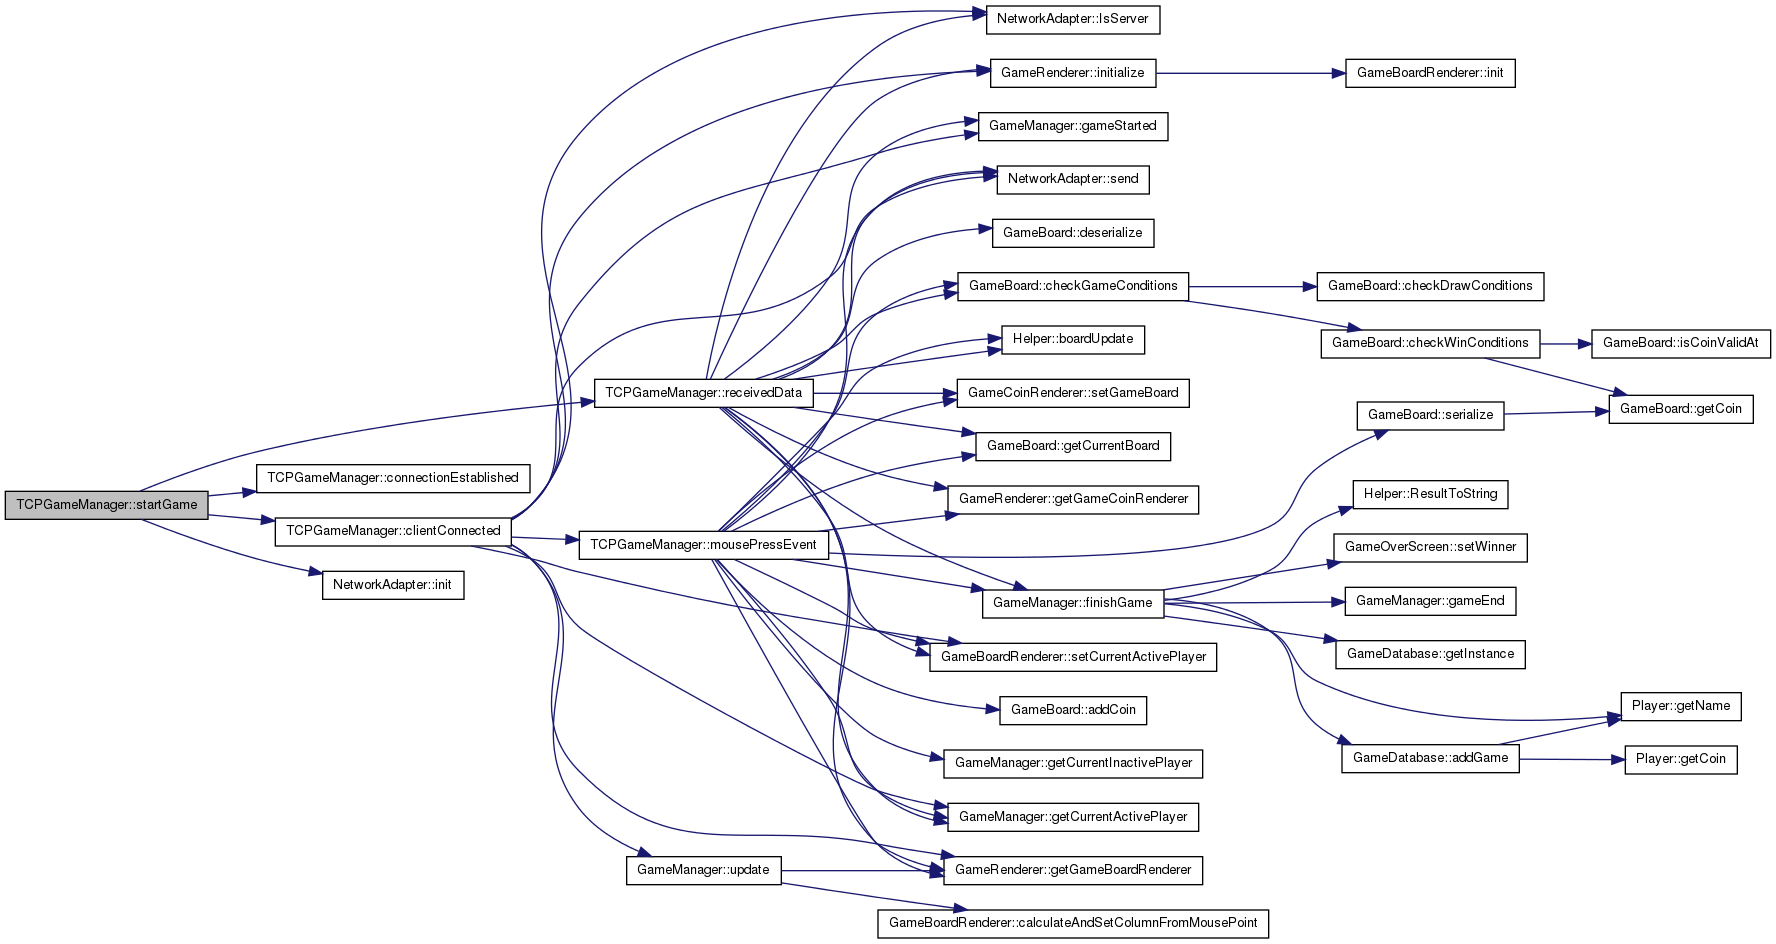 NetworkAdapter::IsServer
GameRenderer::initialize
GameBoardRenderer::init
GameManager::gameStarted
NetworkAdapter::send
GameBoard::deserialize
GameBoard::checkGameConditions
GameBoard::checkDrawConditions
Helper::boardUpdate
GameBoard::checkWinConditions
GameBoard::isCoinValidAt
TCPGameManager::receivedData
GameCoinRenderer::setGameBoard
GameBoard::serialize
GameBoard::getCoin
GameBoard::getCurrentBoard
TCPGameManager::connectionEstablished
TCPGameManager::startGame
GameRenderer::getGameCoinRenderer
Helper::ResultToString
TCPGameManager::clientConnected
TCPGameManager::mousePressEvent
GameOverScreen::setWinner
NetworkAdapter::init
GameManager::finishGame
GameManager::gameEnd
GameBoardRenderer::setCurrentActivePlayer
GameDatabase::getInstance
GameBoard::addCoin
Player::getName
GameManager::getCurrentInactivePlayer
GameDatabase::addGame
Player::getCoin
GameManager::getCurrentActivePlayer
GameManager::update
GameRenderer::getGameBoardRenderer
GameBoardRenderer::calculateAndSetColumnFromMousePoint